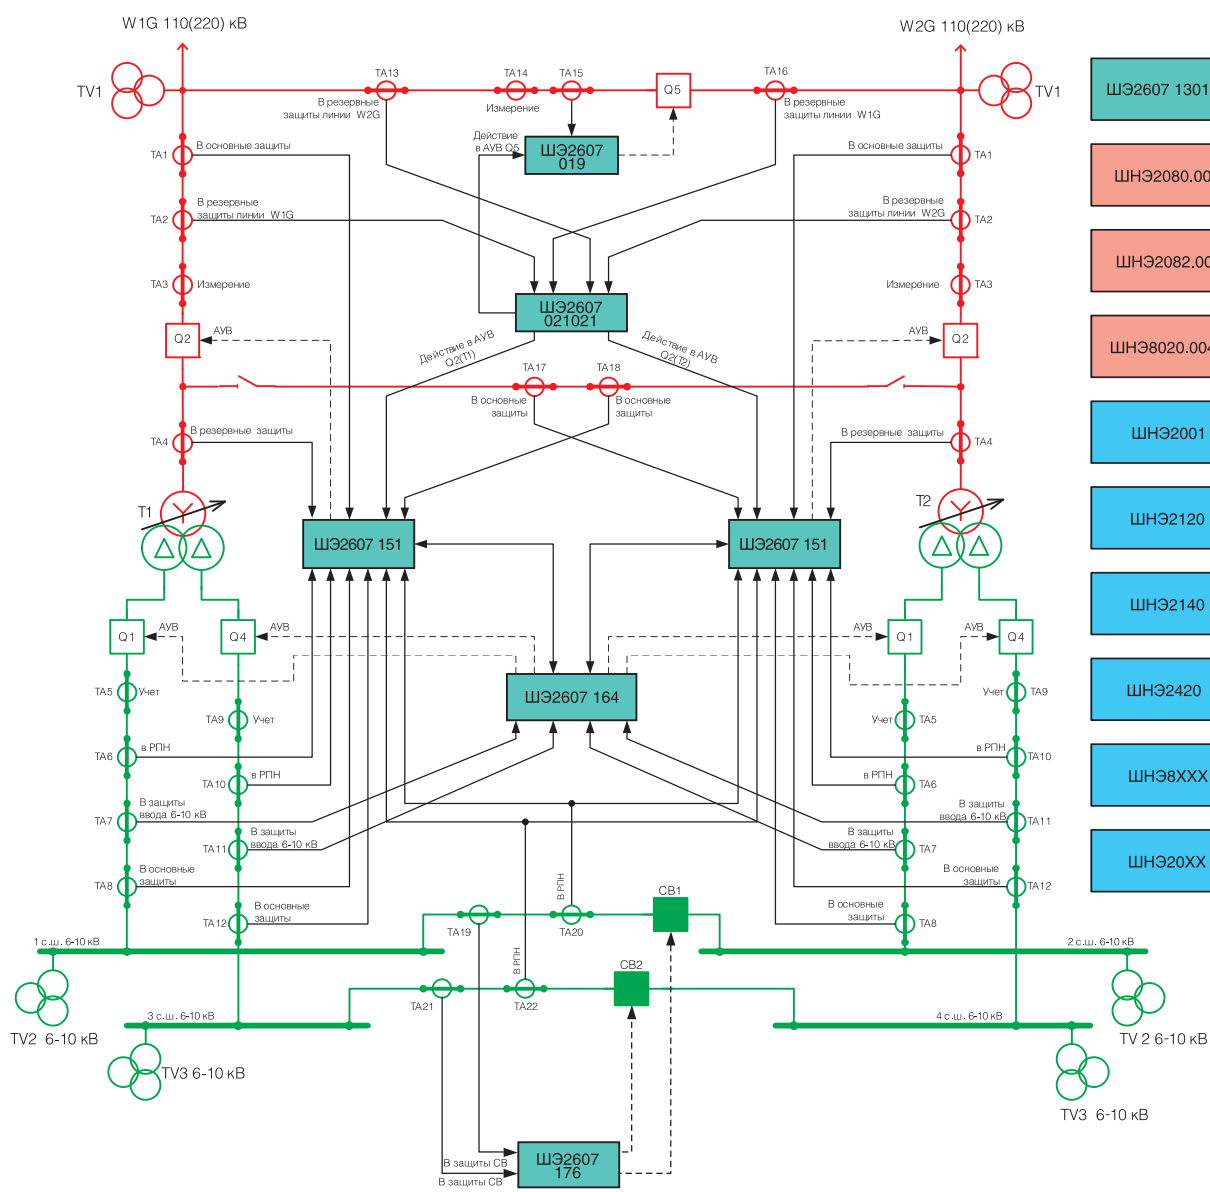 W1G 110(220) кВ
W2G 110(220) кВ
TV1
TA13
TA14
TA15
Q5
TA16
TV1
ШЭ2607 1301
В резервные
защиты линии W2G
Измерение
В резервные
защиты линии W1G
Действие
в АУВ Q5
ШЭ2607
019
TA1
В основные защиты
В основные защиты
TA1
ШНЭ2080.00
TA2
В резервные
защиты линии W1G
В резервные
защиты линии W2G
TA2
ШНЭ2082.00
TA3
Измерение
Измерение
TA3
ШЭ2607
021021
Q2
АУВ
АУВ
Q2
ШНЭ8020.004
Действие в АУВ
Q2(T1)
Действие в АУВ
Q2(T2)
TA17
TA18
В основные
защиты
В основные
защиты
TA4
В резервные защиты
В резервные защиты
TA4
ШНЭ2001
T1
T2
ШЭ2607 151
ШЭ2607 151
ШНЭ2120
Q1
АУВ
Q4
АУВ
АУВ
Q1
АУВ
Q4
ШНЭ2140
TA5
Учет
TA9
Учет
ШЭ2607 164
Учет
TA9
Учет
TA5
ШНЭ2420
TA6
в РПН
TA10
в РПН
в РПН
TA10
в РПН
TA6
ШНЭ8XXX
TA7
В защиты
ввода 6-10 кВ
TA11
В защиты
ввода 6-10 кВ
В защиты
ввода 6-10 кВ
TA11
В защиты
ввода 6-10 кВ
TA7
ШНЭ20XX
TA8
В основные
защиты
TA12
В основные
защиты
В основные
защиты
TA12
В основные
защиты
TA8
в РПН
СВ1
TA19
TA20
1 с.ш. 6-10 кВ
2 с.ш. 6-10 кВ
в РПН
СВ2
TA21
TA22
3 с.ш. 6-10 кВ
4 с.ш. 6-10 кВ
TV2 6-10 кВ
TV 2 6-10 кВ
TV3 6-10 кВ
TV3 6-10 кВ
В защиты СВ
В защиты СВ
ШЭ2607
176